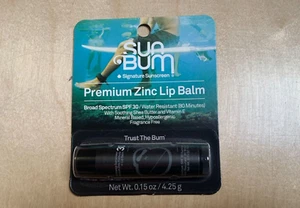 SUN
BUM
Signature Sunscreen
Premium Zinc Lip Balm
Broad Spectrum SPF 30 / Water Resistant (80 Minutes)
With Soothing Shea Butter and Vitamin E
Mineral Based, Hypoallergenic
Fragrance Free
Trust The Bum
Net Wt. 0.15 oz / 4.25 g